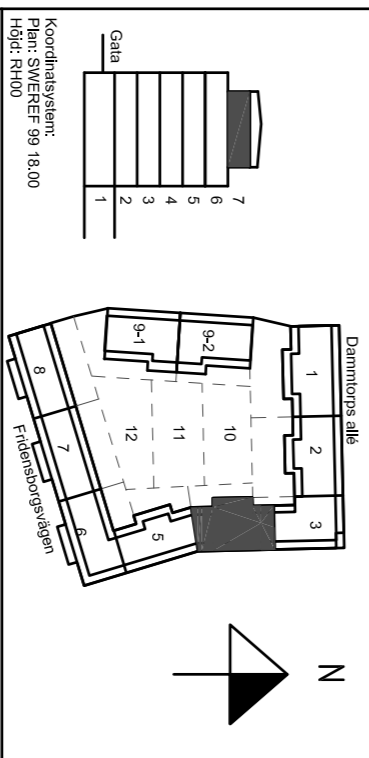 Koordinatsystem:
Plan: SWEREF 99 18.00
Höjd: RH00
Gata
1
2
3
4
5
6
7
Dammtorps allé
1
2
3
9-1
9-2
10
11
12
8
7
6
5
Fridensborgsvägen
N